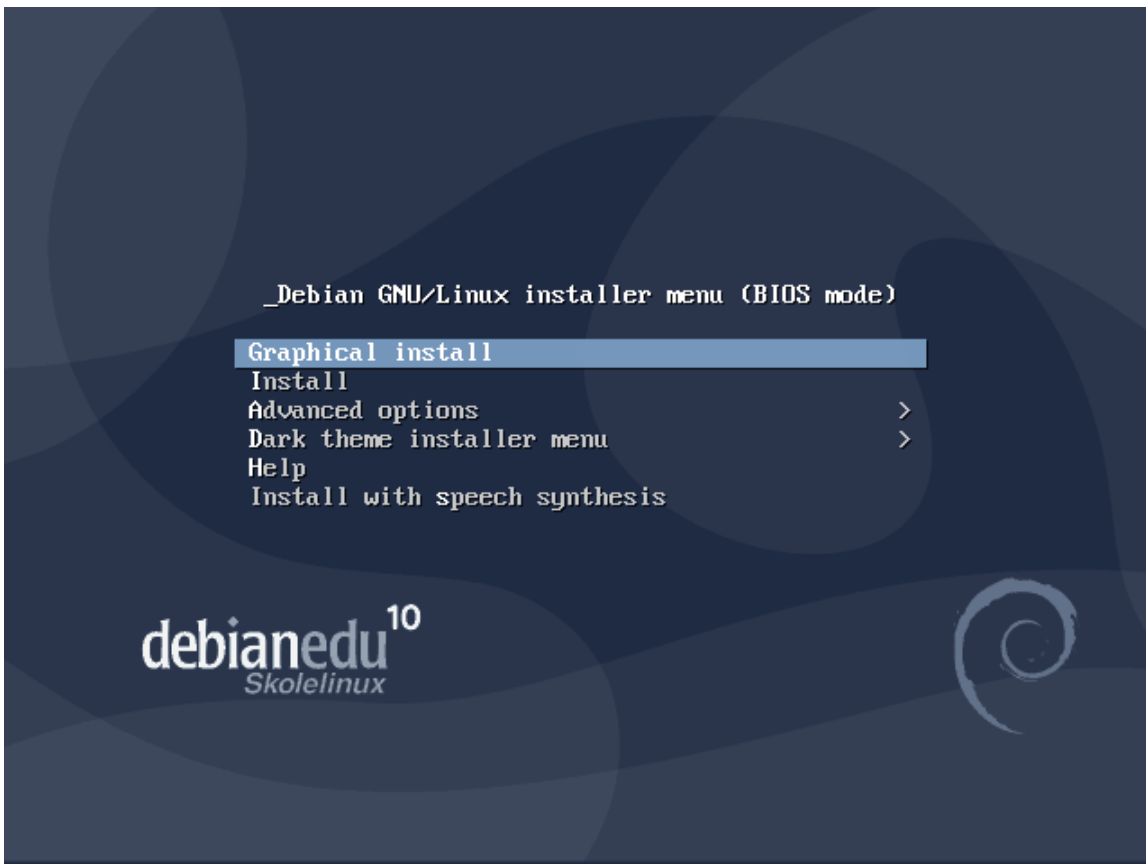 _Debian GNU/Linux installer menu (BIOS mode)
Graphical install
Install
Advanced options >
Dark theme installer menu >
Help
Install with speech synthesis
debianedu 10
Skolelinux